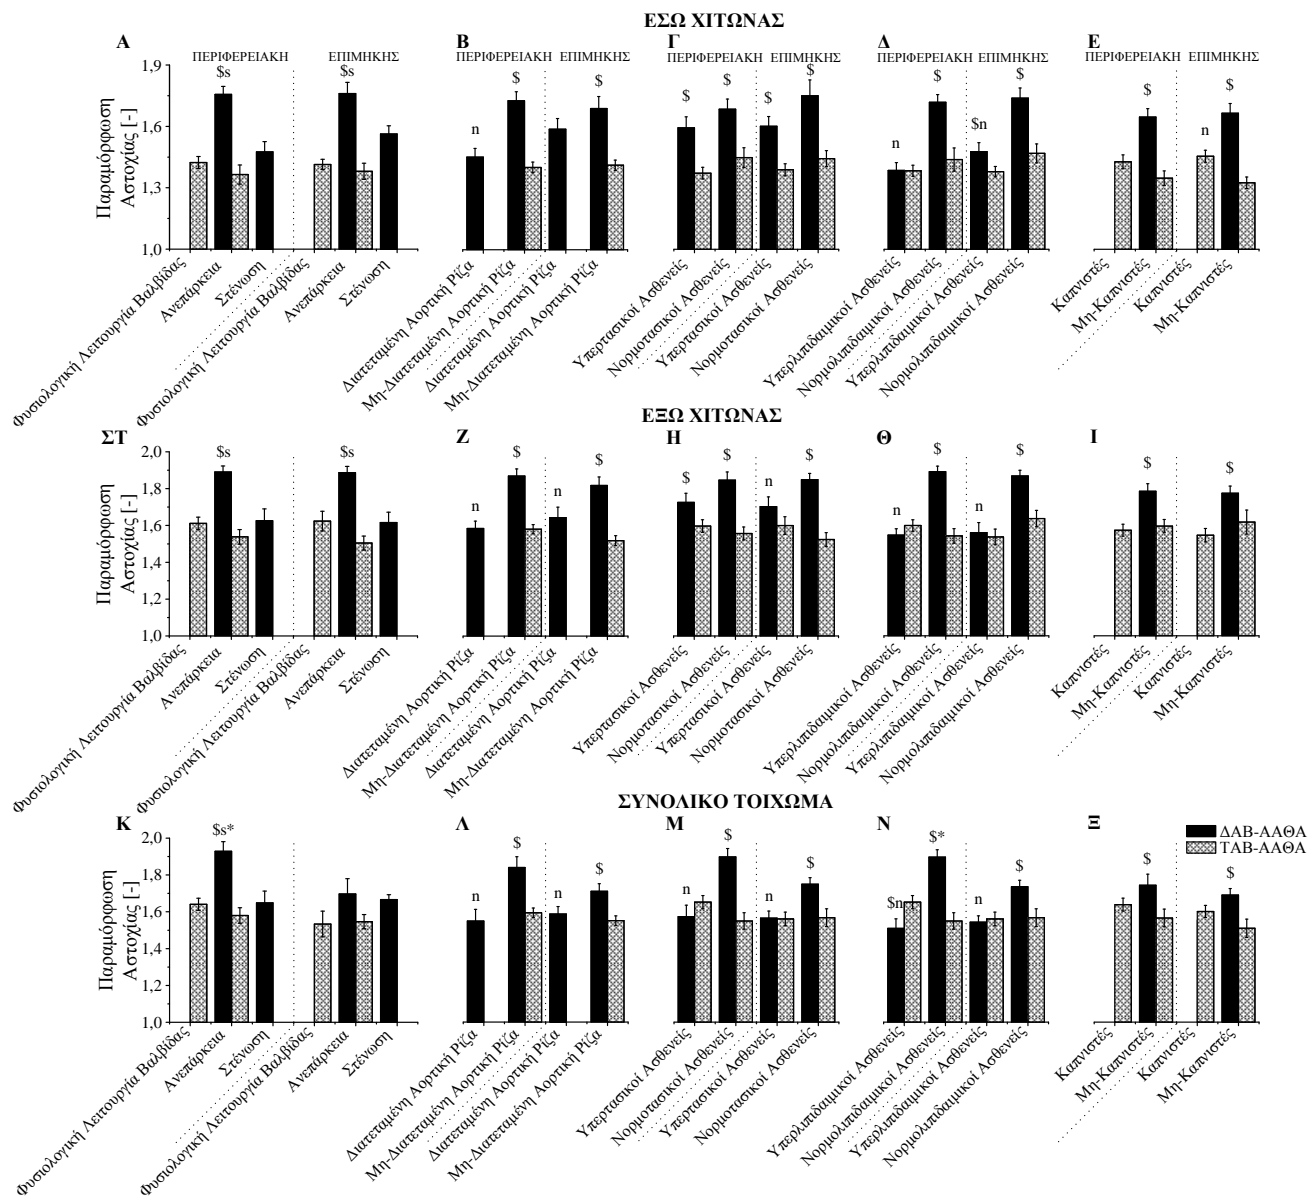 ΕΣΩ ΧΙΤΩΝΑΣ
Α Β Γ Δ Ε
ΠΕΡΙΦΕΡΕΙΑΚΗ ΕΠΙΜΗΚΗΣ ΠΕΡΙΦΕΡΕΙΑΚΗ ΕΠΙΜΗΚΗΣ ΠΕΡΙΦΕΡΕΙΑΚΗ ΕΠΙΜΗΚΗΣ ΠΕΡΙΦΕΡΕΙΑΚΗ ΕΠΙΜΗΚΗΣ ΠΕΡΙΦΕΡΕΙΑΚΗ ΕΠΙΜΗΚΗΣ
Παραμόρφωση
Αστοχίας [-]
1,9
1,6
1,3
1,0
$s $s
n $ $
$ $ $ $
n $ $n $
$ n $
Φυσιολογική Λειτουργία Βαλβίδας
Ανεπάρκεια
Στένωση
Φυσιολογική Λειτουργία Βαλβίδας
Ανεπάρκεια
Στένωση
Διατεταμένη Αορτική Ρίζα
Μη-Διατεταμένη Αορτική Ρίζα
Διατεταμένη Αορτική Ρίζα
Μη-Διατεταμένη Αορτική Ρίζα
Υπερτασικοί Ασθενείς
Νορμοτασικοί Ασθενείς
Υπερτασικοί Ασθενείς
Νορμοτασικοί Ασθενείς
Υπερλιπιδαιμικοί Ασθενείς
Νορμολιπιδαιμικοί Ασθενείς
Υπερλιπιδαιμικοί Ασθενείς
Νορμολιπιδαιμικοί Ασθενείς
Καπνιστές
Μη-Καπνιστές
Καπνιστές
Μη-Καπνιστές
ΕΞΩ ΧΙΤΩΝΑΣ
ΣΤ Ζ Η Θ Ι
Παραμόρφωση
Αστοχίας [-]
2,0
1,8
1,6
1,4
1,2
1,0
$s $s
n $ n $
$ $ n $
n $ n $
$ $
Φυσιολογική Λειτουργία Βαλβίδας
Ανεπάρκεια
Στένωση
Φυσιολογική Λειτουργία Βαλβίδας
Ανεπάρκεια
Στένωση
Διατεταμένη Αορτική Ρίζα
Μη-Διατεταμένη Αορτική Ρίζα
Διατεταμένη Αορτική Ρίζα
Μη-Διατεταμένη Αορτική Ρίζα
Υπερτασικοί Ασθενείς
Νορμοτασικοί Ασθενείς
Υπερτασικοί Ασθενείς
Νορμοτασικοί Ασθενείς
Υπερλιπιδαιμικοί Ασθενείς
Νορμολιπιδαιμικοί Ασθενείς
Υπερλιπιδαιμικοί Ασθενείς
Νορμολιπιδαιμικοί Ασθενείς
Καπνιστές
Μη-Καπνιστές
Καπνιστές
Μη-Καπνιστές
ΣΥΝΟΛΙΚΟ ΤΟΙΧΩΜΑ
Κ Λ Μ Ν Ξ
ΔΑΒ-ΑΑΘΑ
ΤΑΒ-ΑΑΘΑ
Παραμόρφωση
Αστοχίας [-]
2,0
1,8
1,6
1,4
1,2
1,0
$s*
n $ n $
n $ n $
$n $* n $
$ $
Φυσιολογική Λειτουργία Βαλβίδας
Ανεπάρκεια
Στένωση
Φυσιολογική Λειτουργία Βαλβίδας
Ανεπάρκεια
Στένωση
Διατεταμένη Αορτική Ρίζα
Μη-Διατεταμένη Αορτική Ρίζα
Διατεταμένη Αορτική Ρίζα
Μη-Διατεταμένη Αορτική Ρίζα
Υπερτασικοί Ασθενείς
Νορμοτασικοί Ασθενείς
Υπερτασικοί Ασθενείς
Νορμοτασικοί Ασθενείς
Υπερλιπιδαιμικοί Ασθενείς
Νορμολιπιδαιμικοί Ασθενείς
Υπερλιπιδαιμικοί Ασθενείς
Νορμολιπιδαιμικοί Ασθενείς
Καπνιστές
Μη-Καπνιστές
Καπνιστές
Μη-Καπνιστές